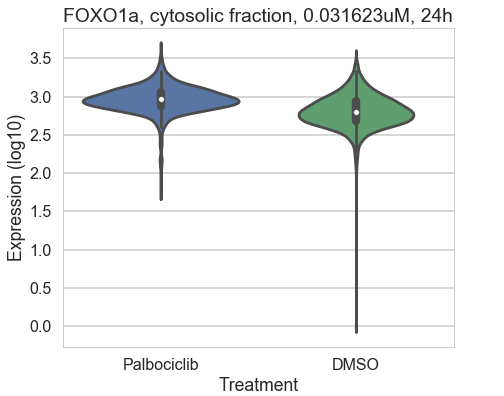 FOXO1a, cytosolic fraction, 0.031623uM, 24h
Expression (log10)
3.5
3.0
2.5
2.0
1.5
1.0
0.5
0.0
Palbociclib DMSO
Treatment